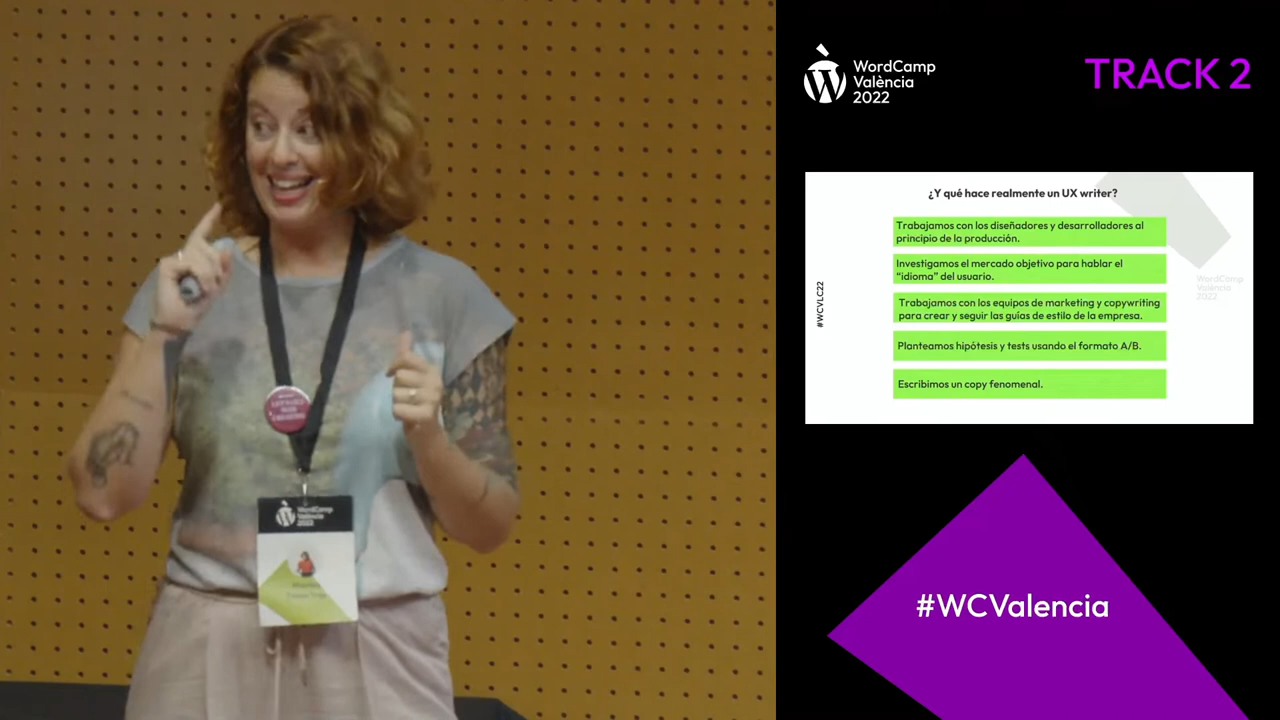 WordCamp
València
2022
TRACK 2
¿Y qué hace realmente un UX writer?
Trabajamos con los diseñadores y desarrolladores al
principio de la producción.
Investigamos el mercado objetivo para hablar el
“idioma” del usuario.
Trabajamos con los equipos de marketing y copywriting
para crear y seguir las guías de estilo de la empresa.
Planteamos hipótesis y tests usando el formato A/B.
Escribimos un copy fenomenal.
#WCVLC22
WordCamp
València
2022
#WCValencia
WordCamp
València
2022